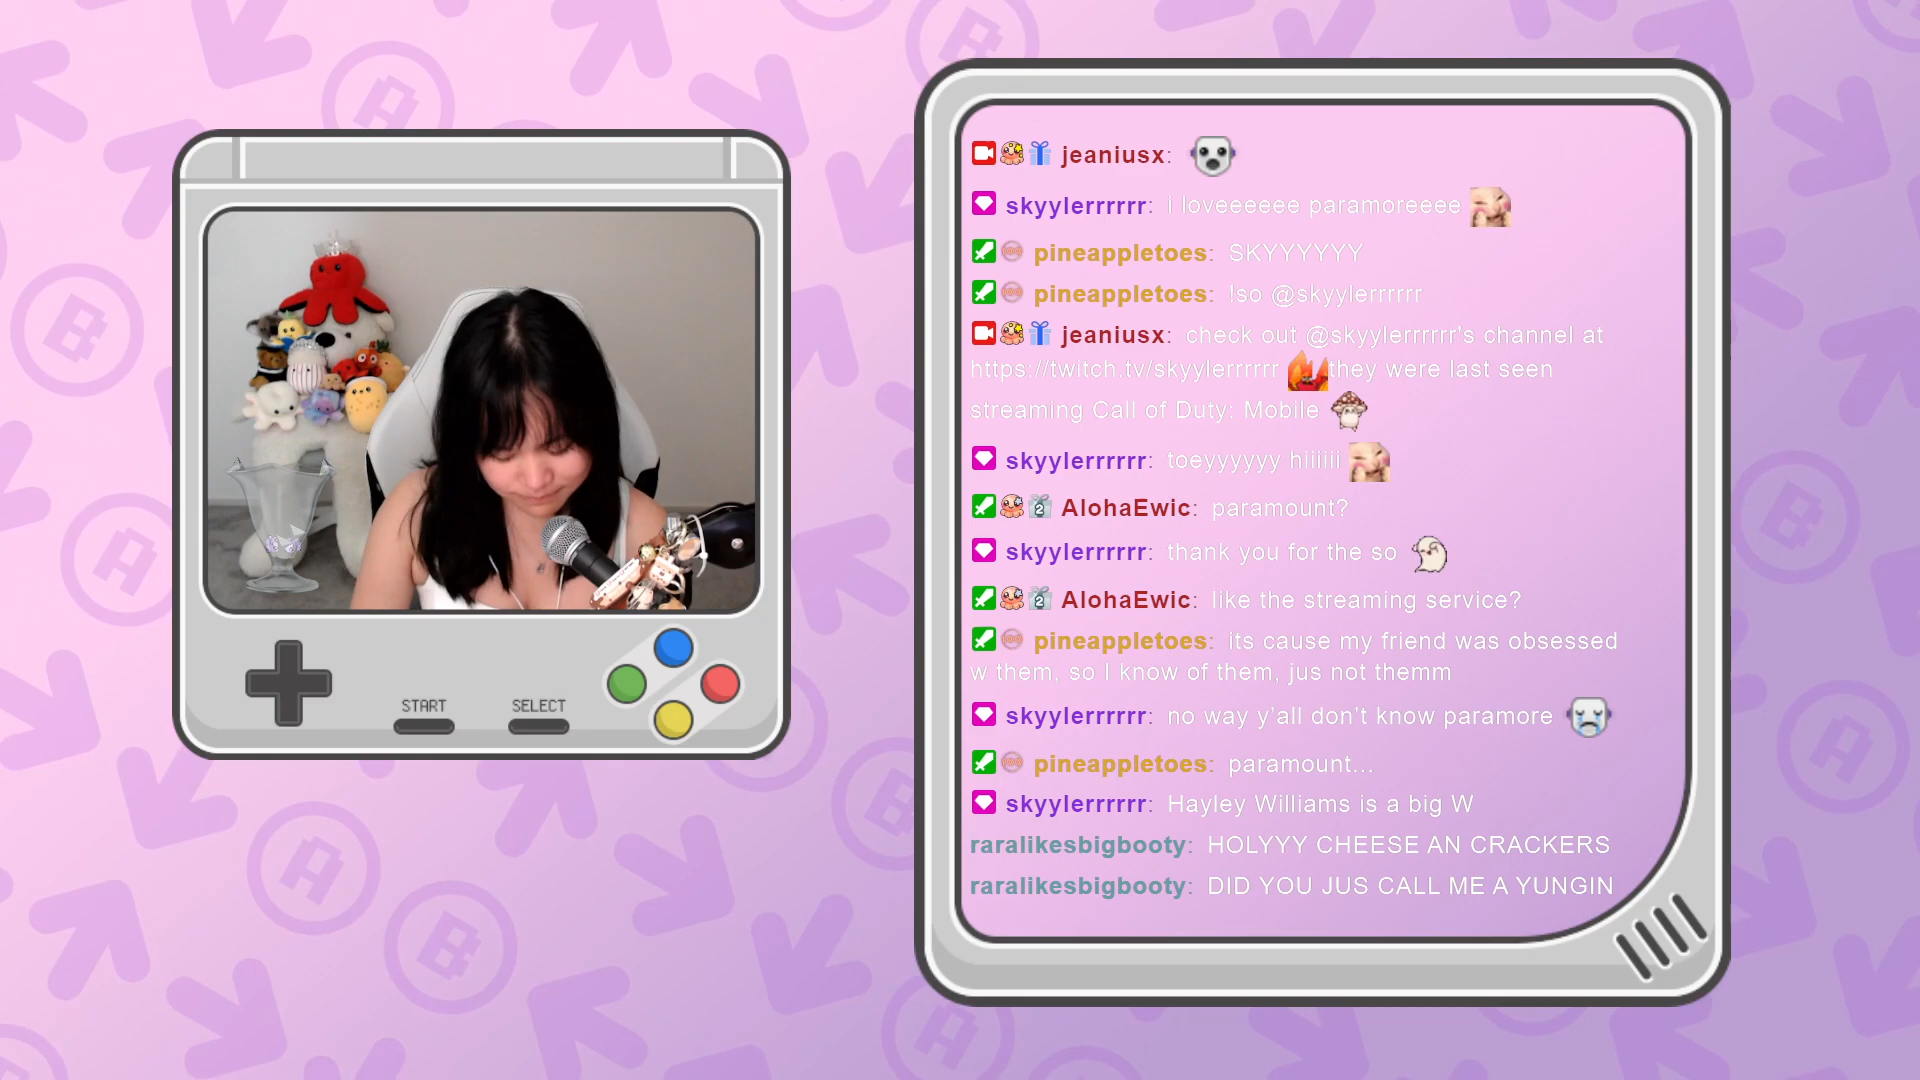 START
SELECT
jeaniusx:
skyylerrrrrr: i loveeeeee paramoreeee
pineappletoes: SKYYYYYY
pineappletoes: !so @skyylerrrrrr
jeaniusx: check out @skyylerrrrrr's channel at
https://twitch.tv/skyylerrrrrr they were last seen
streaming Call of Duty: Mobile
skyylerrrrrr: toeyyyyyy hiiiiii
2 AlohaEwic: paramount?
skyylerrrrrr: thank you for the so
2 AlohaEwic: like the streaming service?
pineappletoes: its cause my friend was obsessed
w them, so I know of them, jus not themm
skyylerrrrrr: no way y'all don't know paramore
pineappletoes: paramount...
skyylerrrrrr: Hayley Williams is a big W
raralikesbigbooty: HOLYYY CHEESE AN CRACKERS
raralikesbigbooty: DID YOU JUS CALL ME A YUNGIN